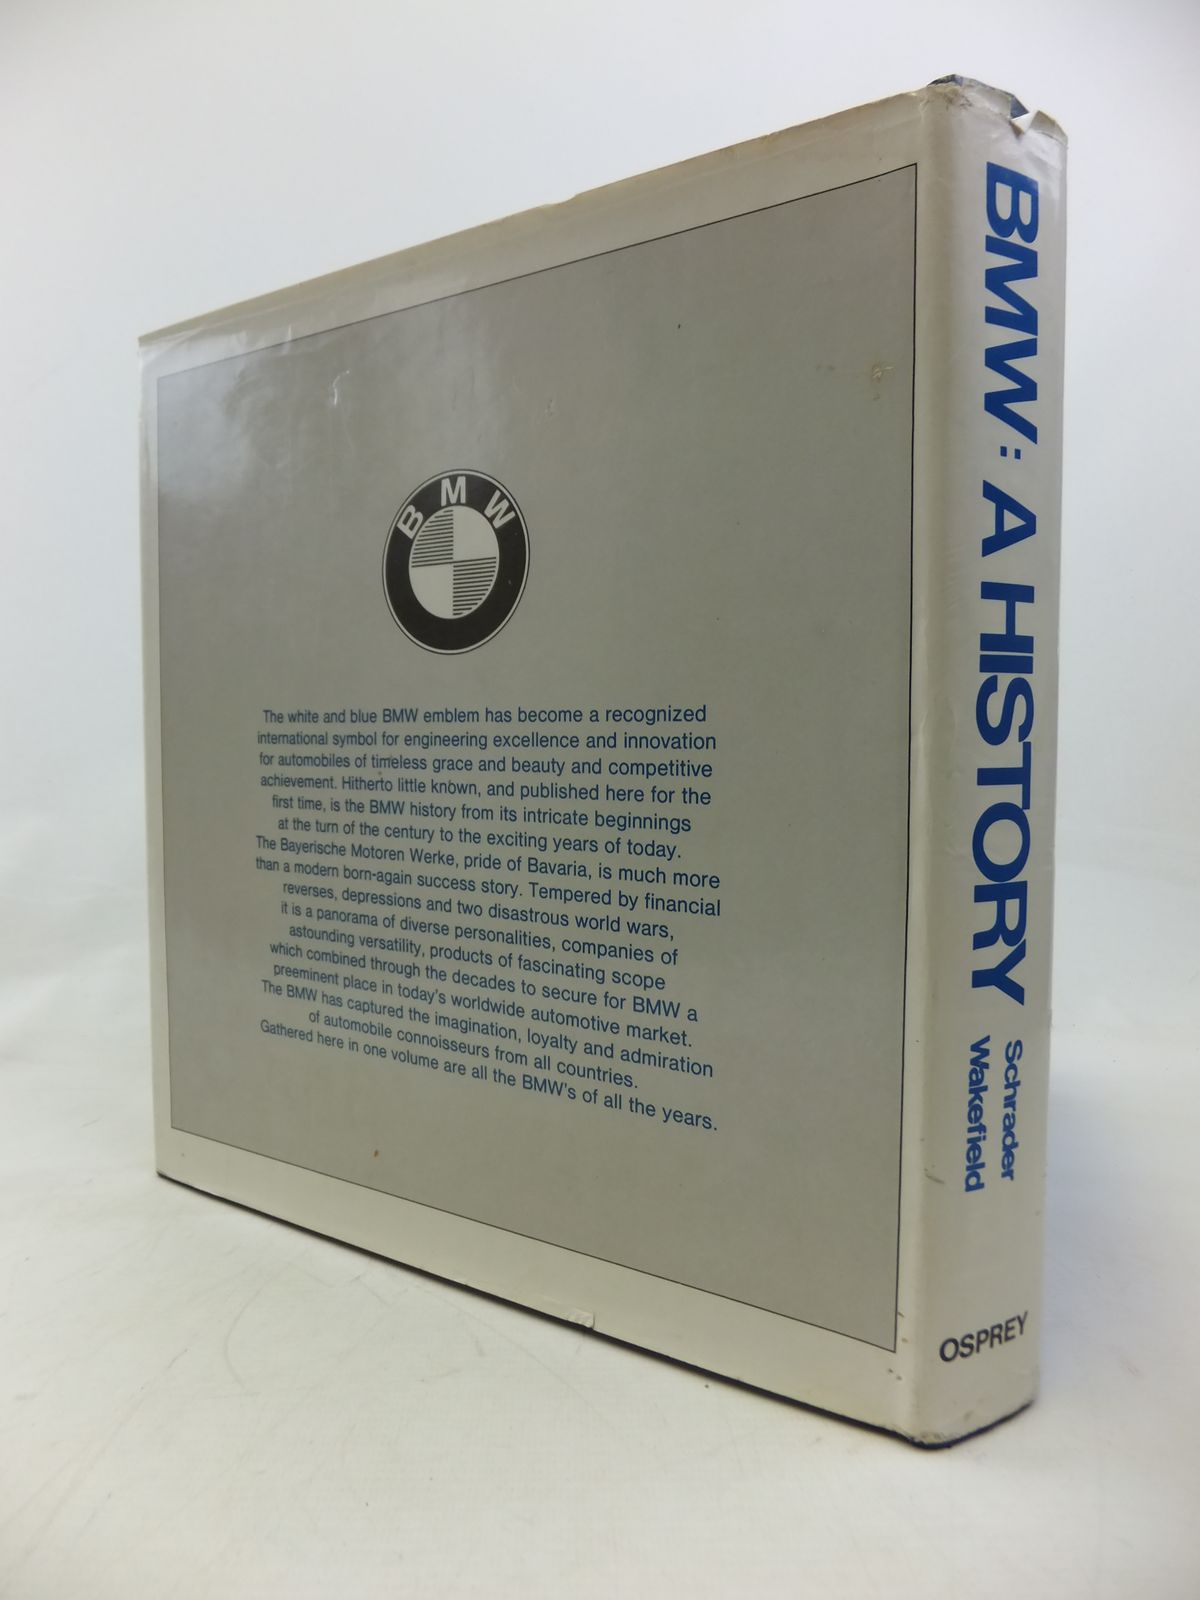 BMW
The white and blue BMW emblem has become a recognized
international symbol for engineering excellence and innovation
for automobiles of timeless grace and beauty and competitive
achievement. Hitherto little known, and published here for the
first time, is the BMW history from its intricate beginnings
at the turn of the century to the exciting years of today.
The Bayerische Motoren Werke, pride of Bavaria, is much more
than a modern born-again success story. Tempered by financial
reverses, depressions and two disastrous world wars,
it is a panorama of diverse personalities, companies of
astounding versatility, products of fascinating scope
which combined through the decades to secure for BMW a
preeminent place in today's worldwide automotive market.
The BMW has captured the imagination, loyalty and admiration
of automobile connoisseurs from all countries.
Gathered here in one volume are all the BMW's of all the years.
BMW: A HISTORY
Schrader
Wakefield
OSPREY